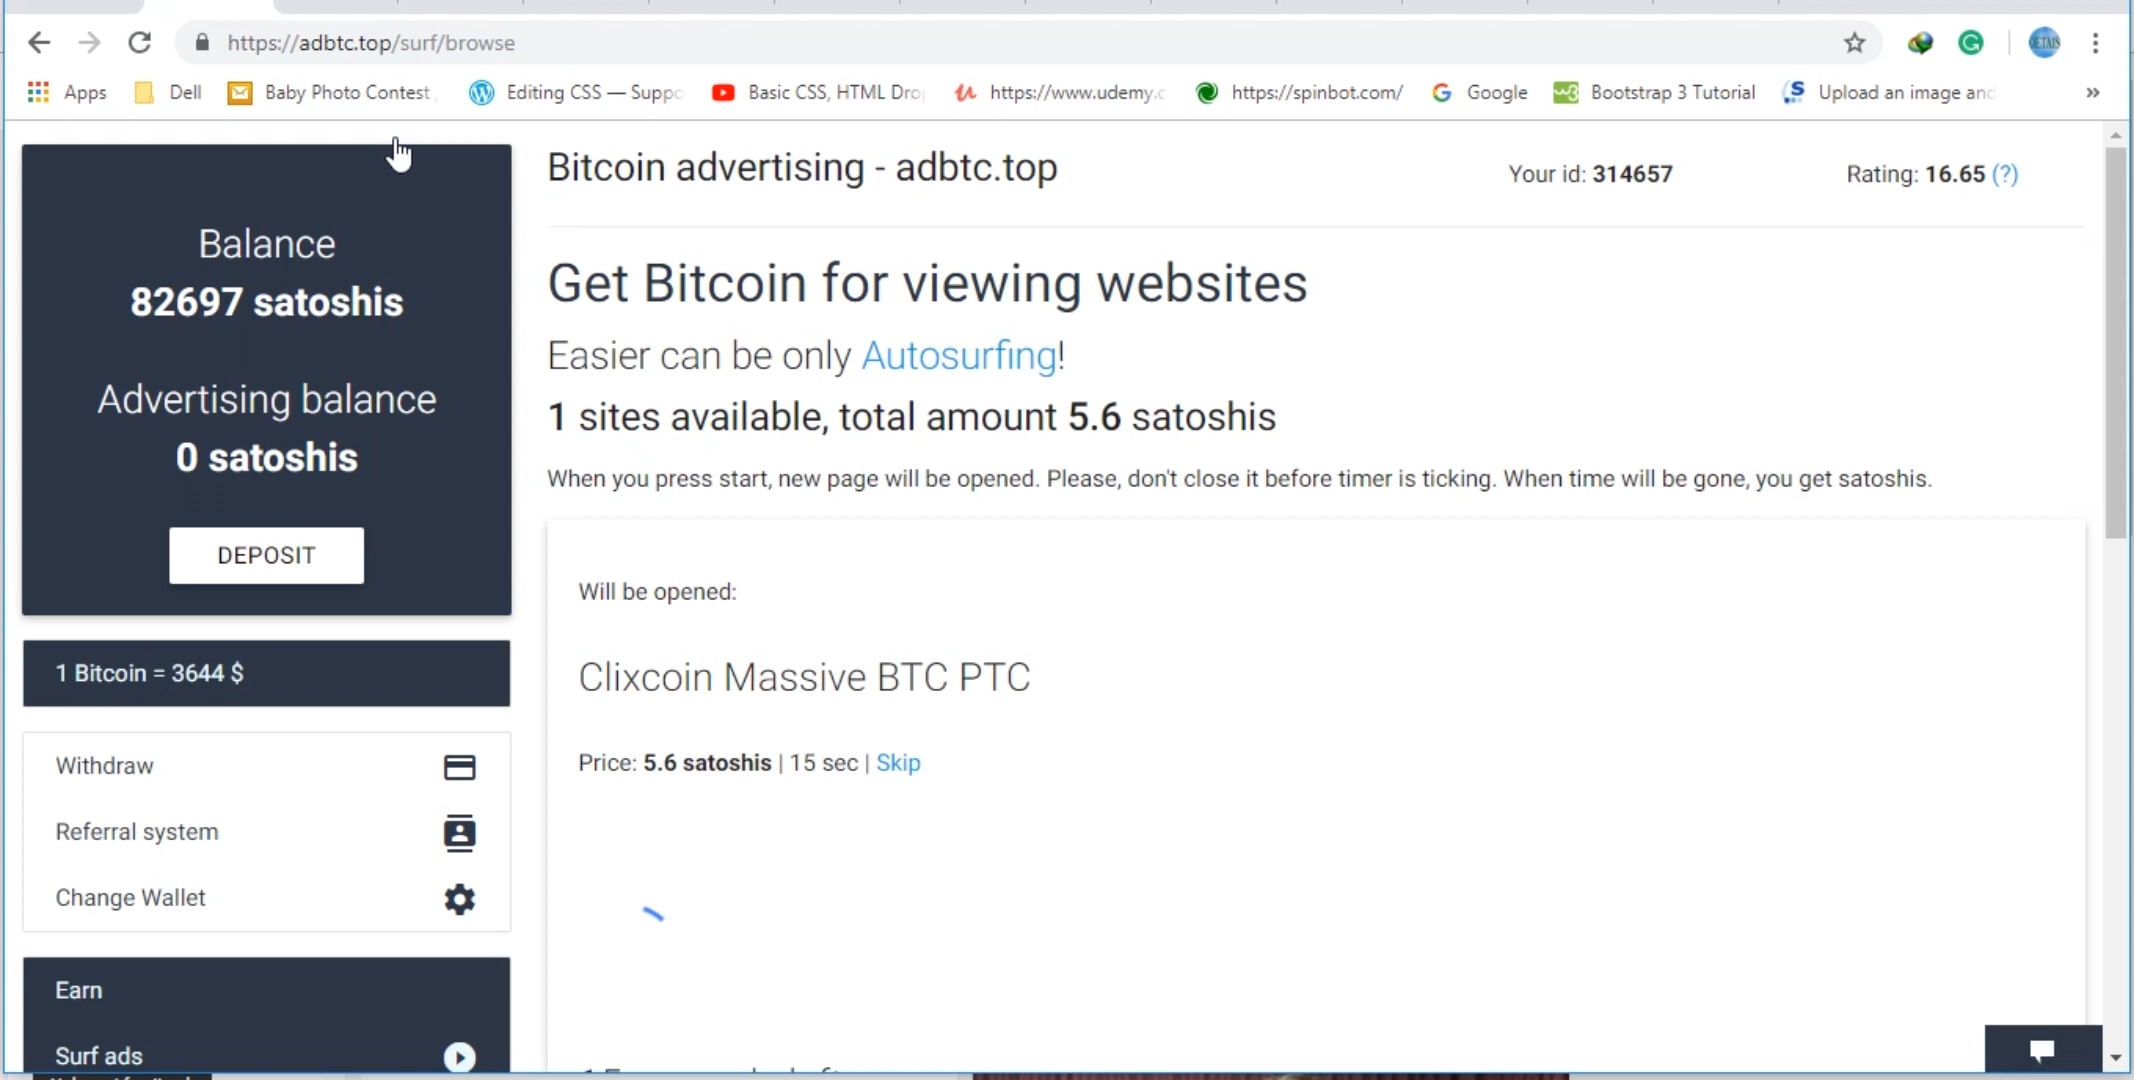 https://adbtc.top/surf/browse
Apps Dell Baby Photo Contest Editing CSS — Suppo Basic CSS, HTML Dro https://www.udemy.c https://spinbot.com/ Google Bootstrap 3 Tutorial Upload an image and »
Bitcoin advertising - adbtc.top
Your id: 314657
Rating: 16.65 (?)
Balance
82697 satoshis
Advertising balance
0 satoshis
DEPOSIT
1 Bitcoin = 3644 $
Withdraw
Referral system
Change Wallet
Earn
Surf ads
Get Bitcoin for viewing websites
Easier can be only Autosurfing!
1 sites available, total amount 5.6 satoshis
When you press start, new page will be opened. Please, don't close it before timer is ticking. When time will be gone, you get satoshis.
Will be opened:
Clixcoin Massive BTC PTC
Price: 5.6 satoshis | 15 sec | Skip